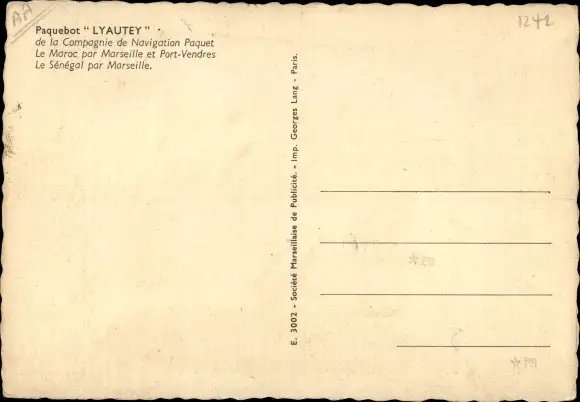 AA
1242
Paquebot “ LYAUTEY ”
de la Compagnie de Navigation Paquet
Le Maroc par Marseille et Port-Vendres
Le Sénégal par Marseille.
E. 3002 - Société Marseillaise de Publicité. - Imp. Georges Lang - Paris.